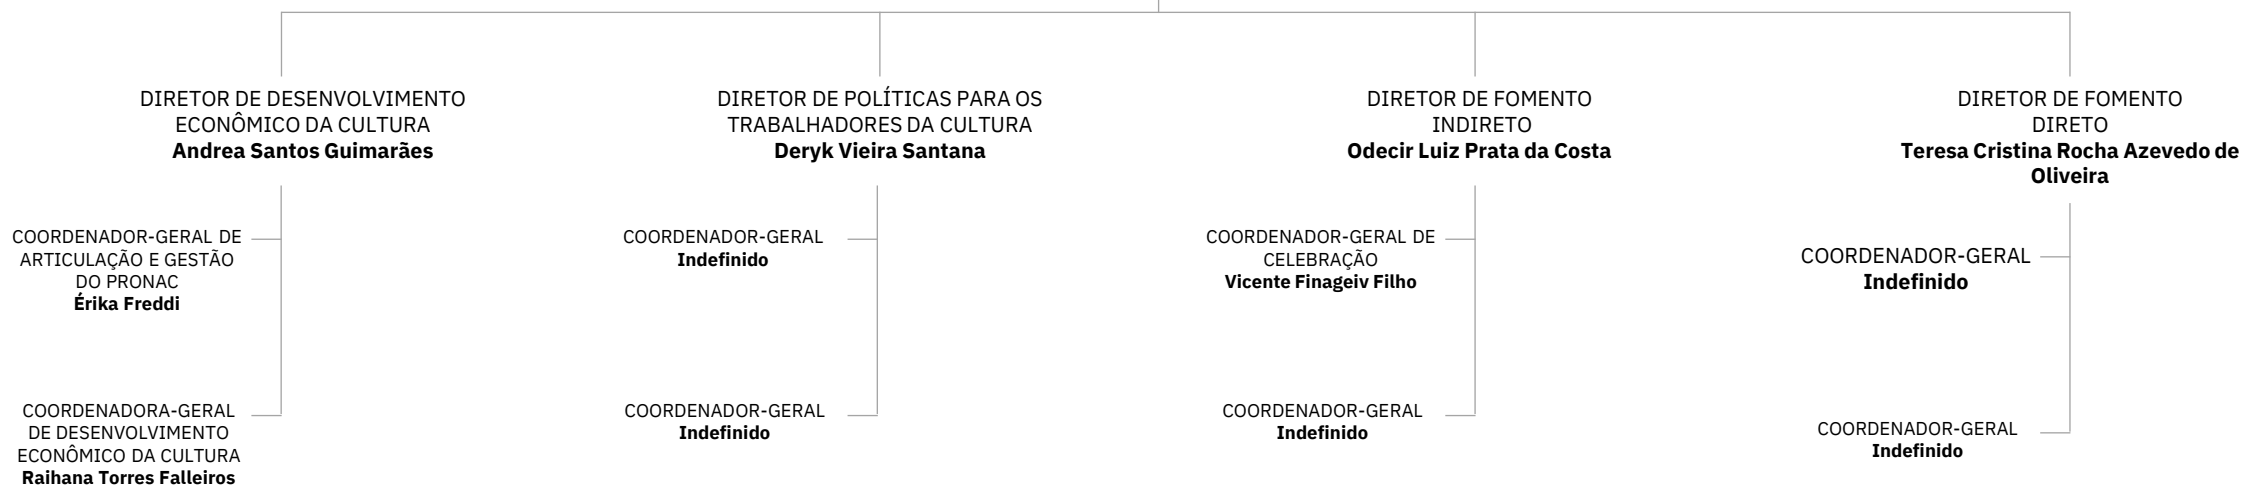 DIRETOR DE DESENVOLVIMENTO
ECONÔMICO DA CULTURA
Andrea Santos Guimarães
COORDENADOR-GERAL DE
ARTICULAÇÃO E GESTÃO
DO PRONAC
Érika Freddi
COORDENADORA-GERAL
DE DESENVOLVIMENTO
ECONÔMICO DA CULTURA
Raihana Torres Falleiros
DIRETOR DE POLÍTICAS PARA OS
TRABALHADORES DA CULTURA
Deryk Vieira Santana
COORDENADOR-GERAL
Indefinido
COORDENADOR-GERAL
Indefinido
DIRETOR DE FOMENTO
INDIRETO
Odecir Luiz Prata da Costa
COORDENADOR-GERAL DE
CELEBRAÇÃO
Vicente Finageiv Filho
COORDENADOR-GERAL
Indefinido
DIRETOR DE FOMENTO
DIRETO
Teresa Cristina Rocha Azevedo de
Oliveira
COORDENADOR-GERAL
Indefinido
COORDENADOR-GERAL
Indefinido